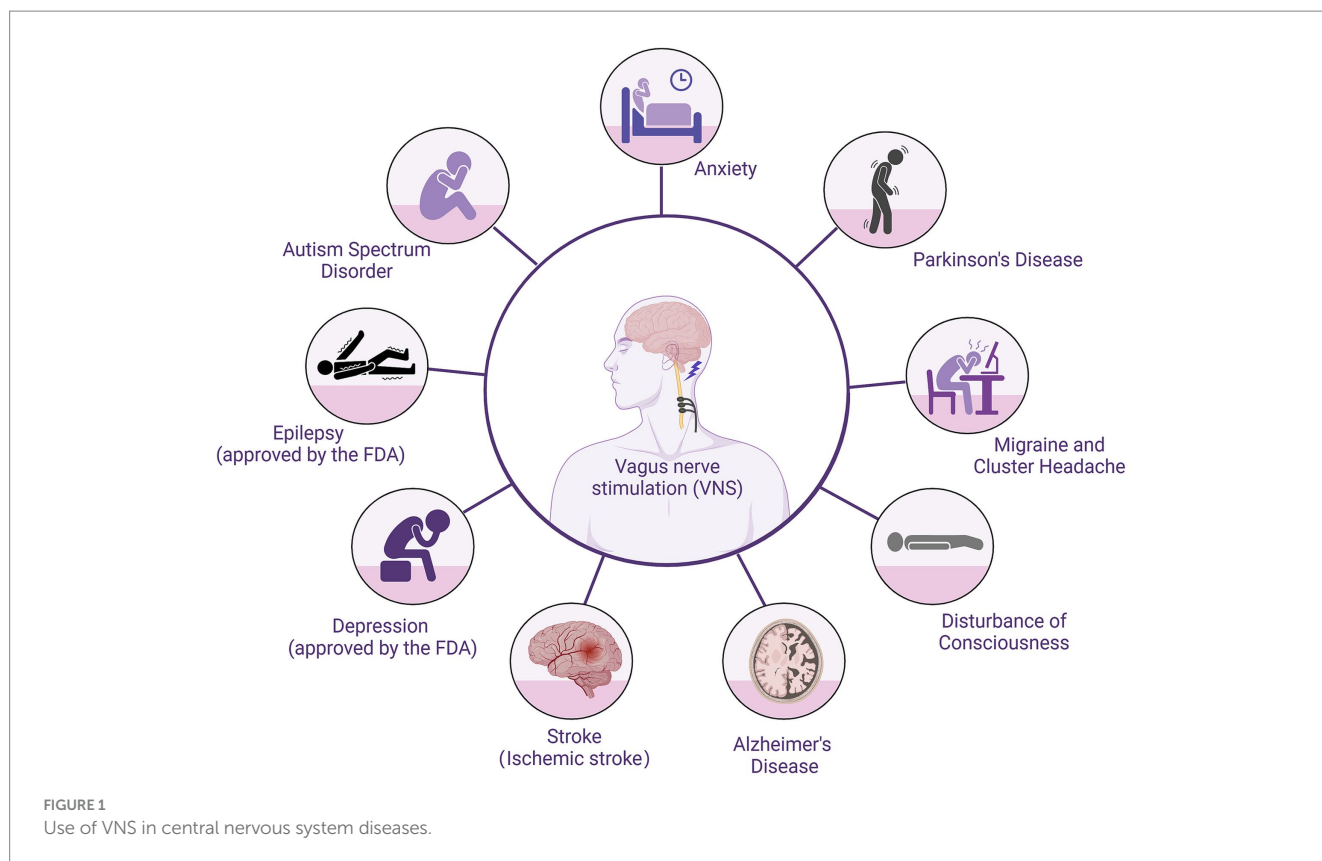 Anxiety
Autism Spectrum
Disorder
Parkinson's Disease
Epilepsy
(approved by the FDA)
Migraine and
Cluster Headache
Vagus nerve
stimulation (VNS)
Depression
(approved by the FDA)
Disturbance of
Consciousness
Stroke
(Ischemic stroke)
Alzheimer's
Disease
FIGURE 1
Use of VNS in central nervous system diseases.